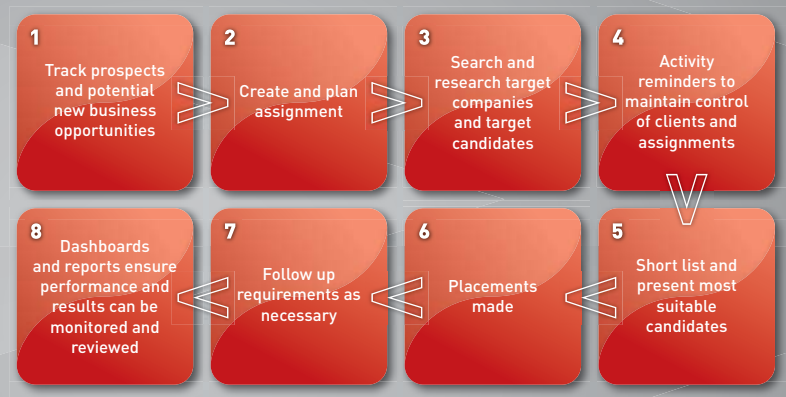 1
Track prospects
and potential
new business
opportunities
2
Create and plan
assignment
3
Search and
research target
companies
and target
candidates
4
Activity
reminders to
maintain control
of clients and
assignments
5
Short list and
present most
suitable
candidates
6
Placements
made
7
Follow up
requirements as
necessary
8
Dashboards
and reports ensure
performance and
results can be
monitored and
reviewed